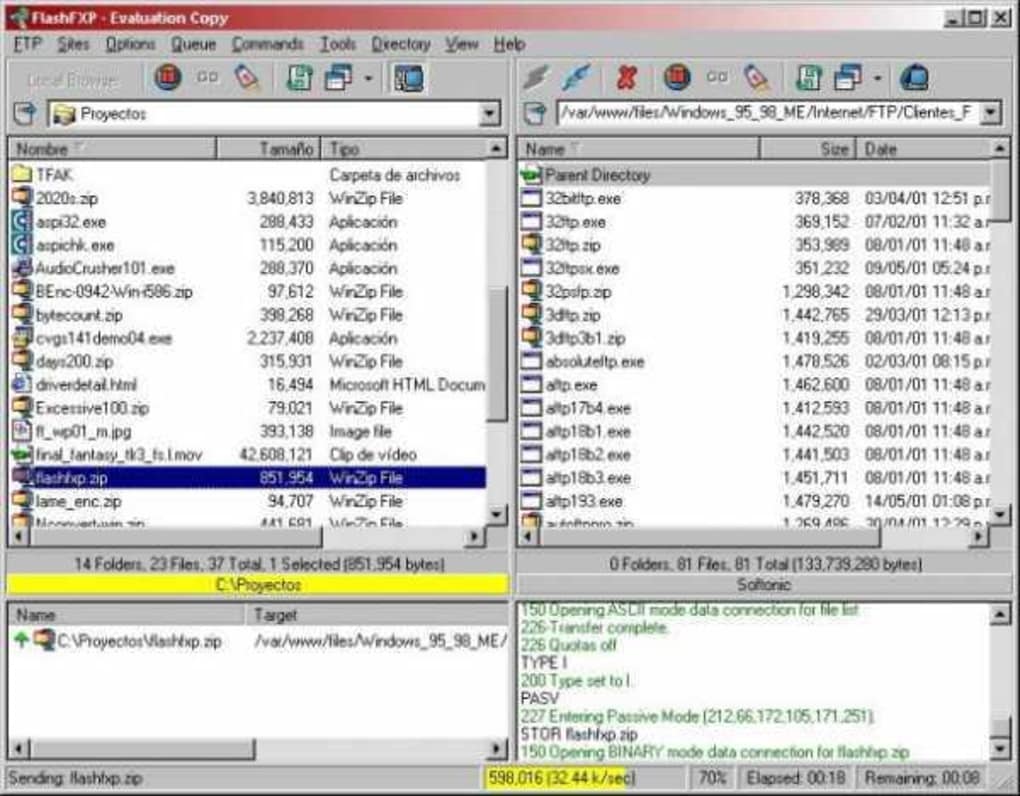 FlashFXP - Evaluation Copy
FTP Sites Options Queue Commands Tools Directory View Help
Local Browser
Proyectos
/var/www/files/Windows_95_98_ME/Internet/FTP/Clientes_F
Nombre Tamaño Tipo
TFAK Carpeta de archivos
2020s.zip 3,840,813 WinZip File
aspi32.exe 288,433 Aplicación
aspichk.exe 115,200 Aplicación
AudioCrusher101.exe 288,370 Aplicación
BEnc-0942-Win-i586.zip 97,612 WinZip File
bytecount.zip 398,268 WinZip File
cvgs141demo04.exe 2,237,408 Aplicación
days200.zip 315,931 WinZip File
driverdetail.html 16,494 Microsoft HTML Docum
Excessive100.zip 79,021 WinZip File
ft_wp01_m.jpg 393,138 Image file
final_fantasy_tk3_fs.l.mov 42,608,121 Clip de vídeo
flashfxp.zip 851,954 WinZip File
lame_enc.zip 94,707 WinZip File
Nconvert-win.zip 441,681 WinZip File
14 Folders, 23 Files, 37 Total, 1 Selected (851,954 bytes)
C:\Proyectos
Name Size Date
Parent Directory
32bitftp.exe 378,368 03/04/01 12:51 p.r
32ftp.exe 369,152 07/02/01 11:32 a.r
32ftp.zip 353,989 08/01/01 11:48 a.r
32ftpsx.exe 351,232 09/05/01 05:24 p.r
32psfp.zip 1,298,342 08/01/01 11:48 a.r
3dftp.zip 1,442,765 29/03/01 12:13 p.r
3dftp3b1.zip 1,419,255 08/01/01 11:48 a.r
absoluteftp.exe 1,478,526 02/03/01 08:15 p.r
aftp.exe 1,462,600 08/01/01 11:48 a.r
aftp17b4.exe 1,412,593 08/01/01 11:48 a.r
aftp18b1.exe 1,442,520 08/01/01 11:48 a.r
aftp18b2.exe 1,441,503 08/01/01 11:48 a.r
aftp18b3.exe 1,451,711 08/01/01 11:48 a.r
aftp193.exe 1,479,270 14/05/01 01:08 p.r
autoftppro.zip 1,269,486 30/04/01 12:29 p.r
0 Folders, 81 Files, 81 Total (133,739,280 bytes)
Softonic
Name Target
C:\Proyectos\flashfxp.zip /var/www/files/Windows_95_98_ME/
150 Opening ASCII mode data connection for file list
226-Transfer complete.
226 Quotas off
TYPE I
200 Type set to I.
PASV
227 Entering Passive Mode (212,66,172,105,171,251).
STOR flashfxp.zip
150 Opening BINARY mode data connection for flashfxp.zip
Sending: flashfxp.zip 598,016 (32.44 k/sec) 70% Elapsed: 00:18 Remaining: 00:08